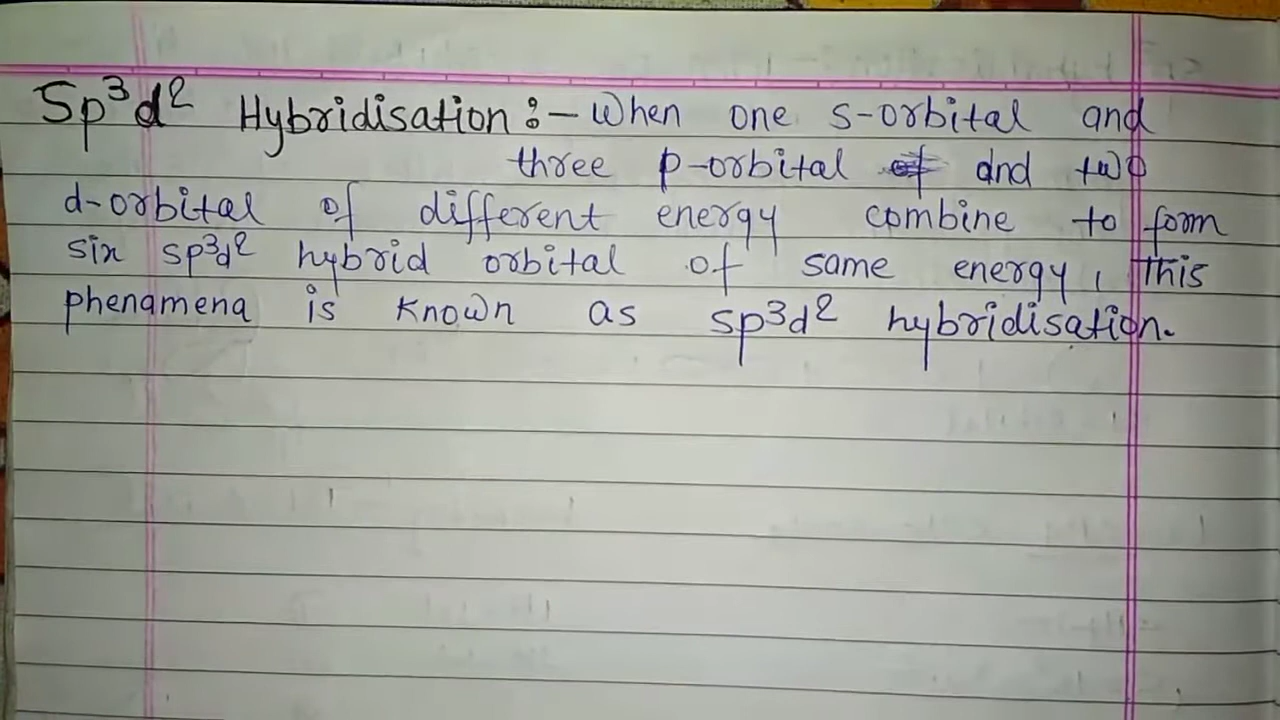 Sp³d² Hybridisation :- When one s-orbital and
three p-orbital and two
d-orbital of different energy combine to form
six sp³d² hybrid orbital of same energy, This
phenamena is known as sp³d² hybridisation.